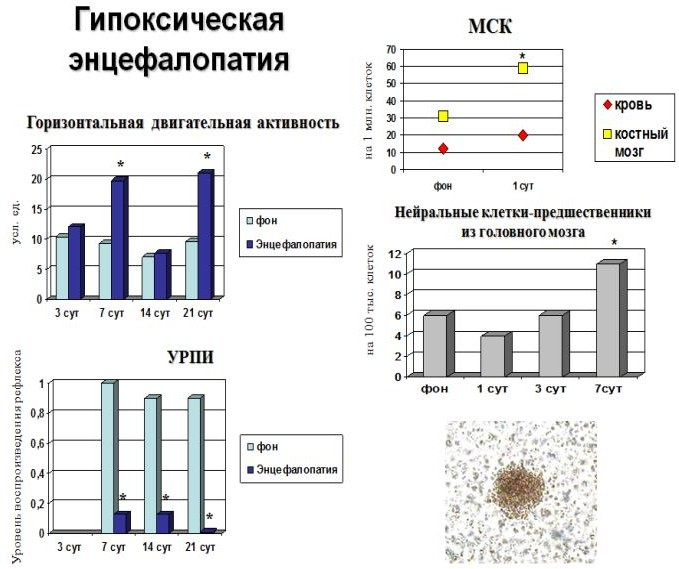 Гипоксическая
энцефалопатия
Горизонтальная двигательная активность
усл. ед.
25
20
15
10
5
0
* *
3 сут 7 сут 14 сут 21 сут
фон
Энцефалопатия
УРПИ
Уровень воспроизведения рефлекса
1
0,8
0,6
0,4
0,2
0
* * *
3 сут 7 сут 14 сут 21 сут
фон
Энцефалопатия
МСК
на 1 млн. клеток
70
60
50
40
30
20
10
0
*
фон 1 сут
кровь
костный
мозг
Нейральные клетки-предшественники
из головного мозга
на 100 тыс. клеток
12
10
8
6
4
2
0
*
фон 1 сут 3 сут 7сут